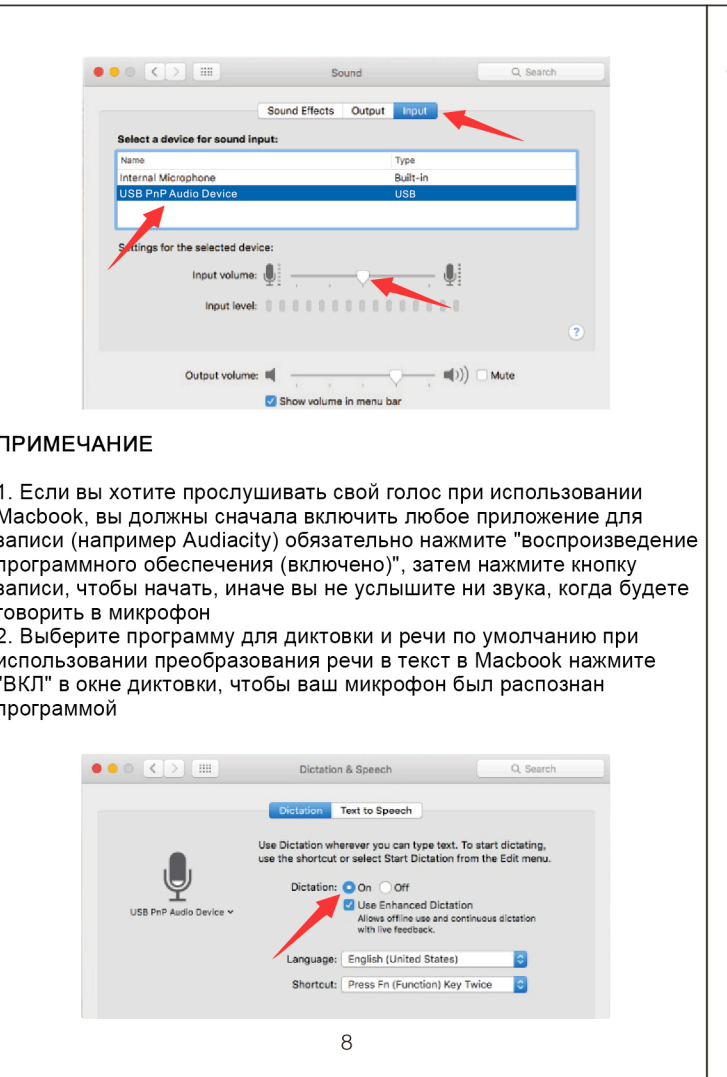 Sound
Search
Sound Effects Output Input
Select a device for sound input:
Name Type
Internal Microphone Built-in
USB PnP Audio Device USB
Settings for the selected device:
Input volume:
Input level:
?
Output volume: Mute
Show volume in menu bar
ПРИМЕЧАНИЕ
1. Если вы хотите прослушивать свой голос при использовании
Macbook, вы должны сначала включить любое приложение для
записи (например Audiacity) обязательно нажмите "воспроизведение
программного обеспечения (включено)", затем нажмите кнопку
записи, чтобы начать, иначе вы не услышите ни звука, когда будете
говорить в микрофон
2. Выберите программу для диктовки и речи по умолчанию при
использовании преобразования речи в текст в Macbook нажмите
"ВКЛ" в окне диктовки, чтобы ваш микрофон был распознан
программой
Dictation & Speech
Search
Dictation Text to Speech
Use Dictation wherever you can type text. To start dictating,
use the shortcut or select Start Dictation from the Edit menu.
Dictation: On Off
Use Enhanced Dictation
Allows offline use and continuous dictation
with live feedback.
USB PnP Audio Device
Language: English (United States)
Shortcut: Press Fn (Function) Key Twice
8